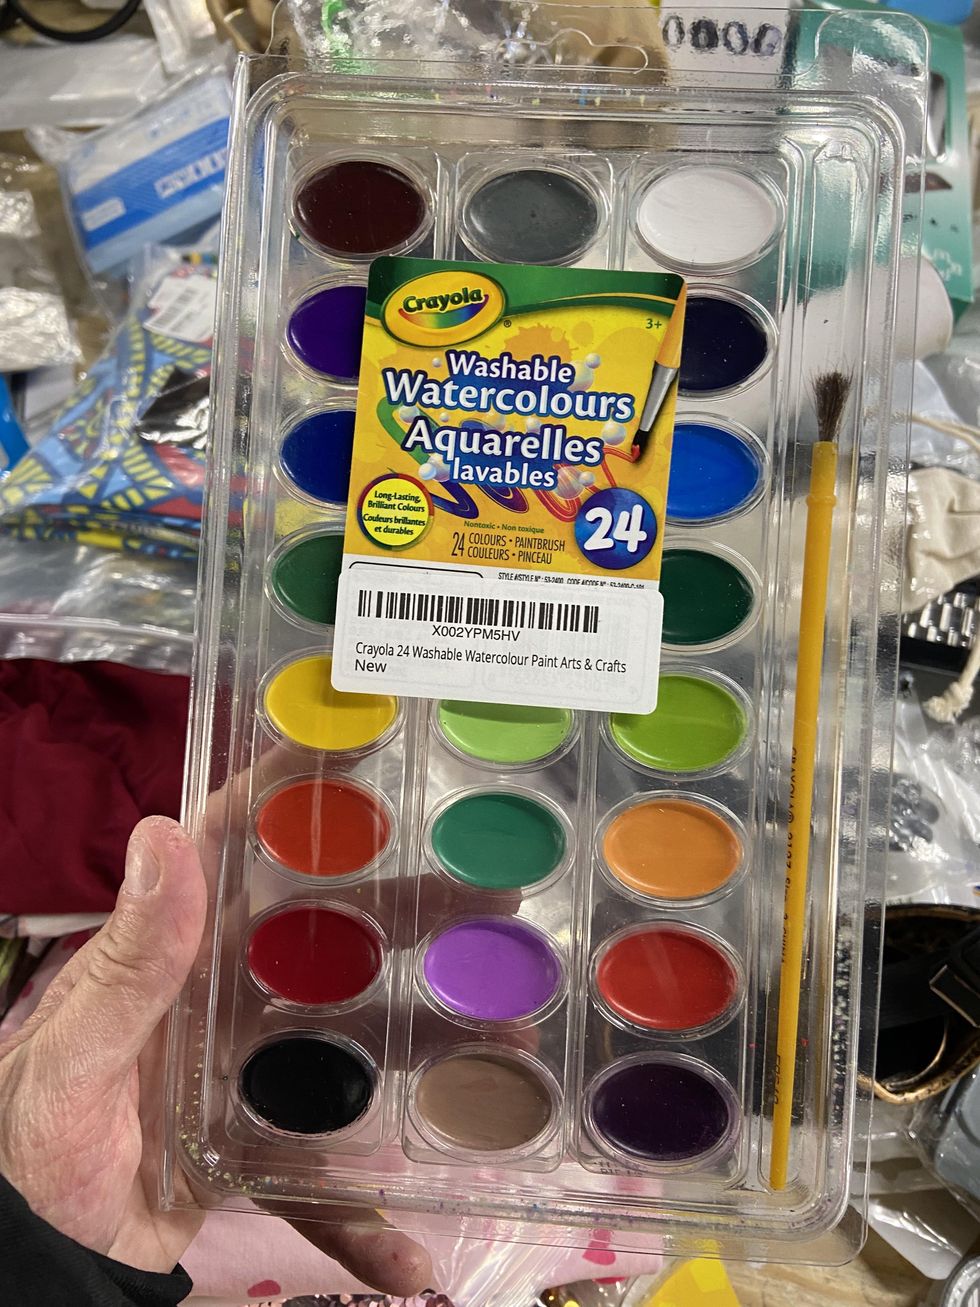 Crayola
®
3+
Washable
Watercolours
Aquarelles
lavables
Long-Lasting,
Brilliant Colours
Couleurs brillantes
et durables
Nontoxic • Non toxique
24 COLOURS • PAINTBRUSH
COULEURS • PINCEAU
24
X002YPM5HV
Crayola 24 Washable Watercolour Paint Arts & Crafts
New